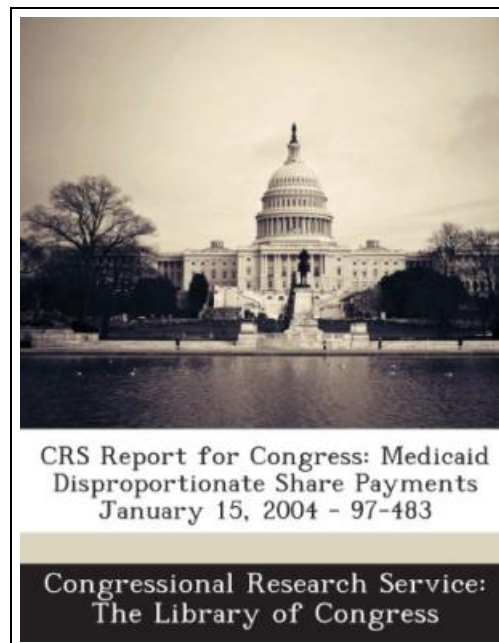 CRS Report for Congress: Medicaid
Disproportionate Share Payments
January 15, 2004 - 97-483
Congressional Research Service:
The Library of Congress